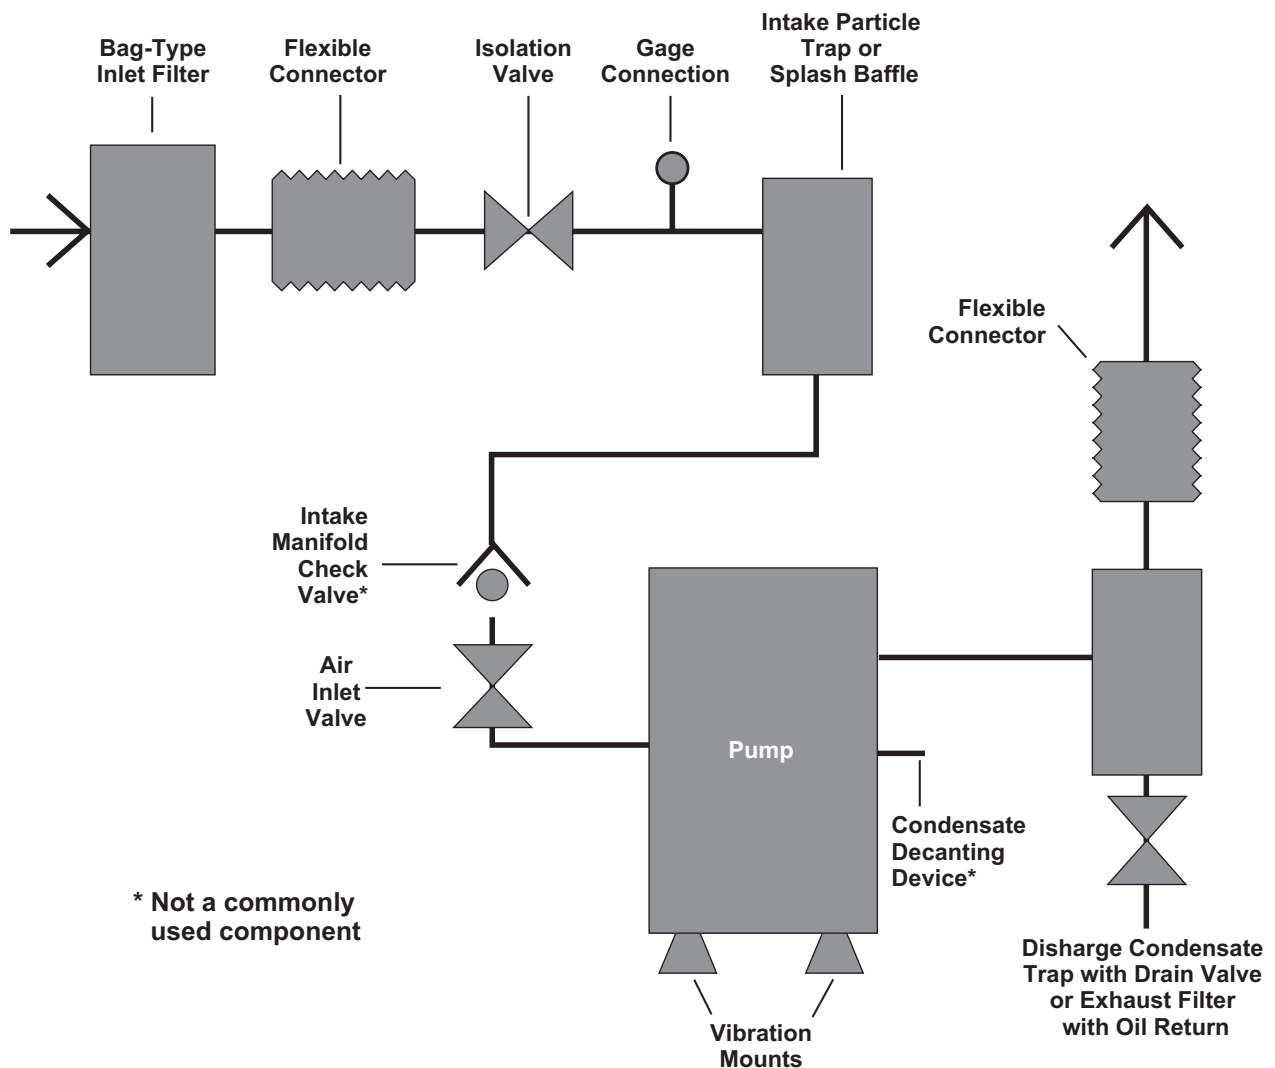 Bag-Type
Inlet Filter
Flexible
Connector
Isolation
Valve
Gage
Connection
Intake Particle
Trap or
Splash Baffle
Flexible
Connector
Intake
Manifold
Check
Valve*
Air
Inlet
Valve
Pump
Condensate
Decanting
Device*
* Not a commonly
used component
Disharge Condensate
Trap with Drain Valve
or Exhaust Filter
with Oil Return
Vibration
Mounts